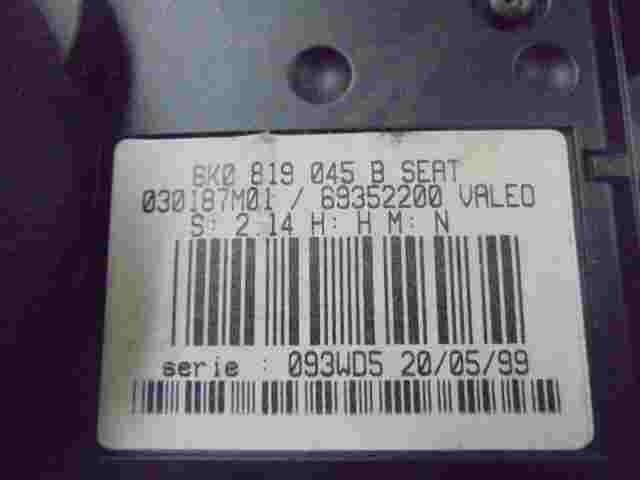 6K0 819 045 B SEAT
030187M01 / 69352200 VALEO
S: 2 14 H: H M: N
serie : 093WD5 20/05/99